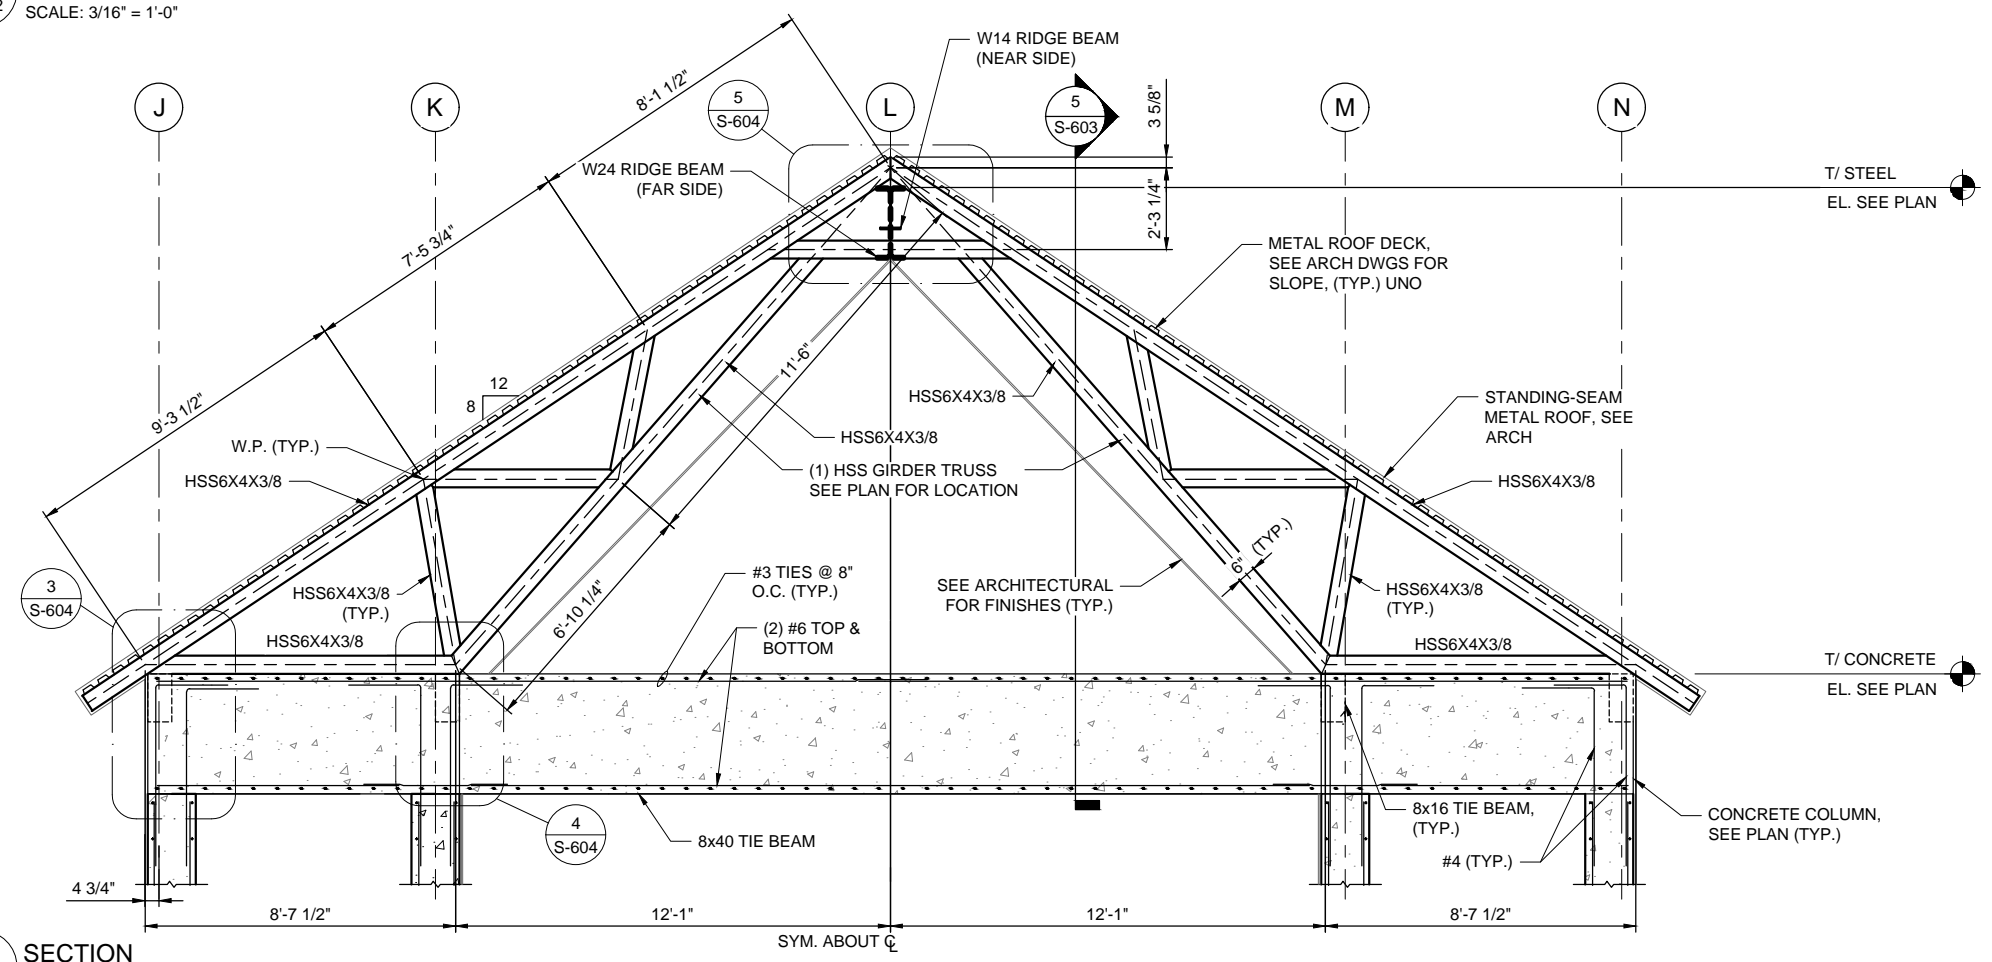 SCALE: 3/16" = 1'-0"
W14 RIDGE BEAM
(NEAR SIDE)
8'-1 1/2"
J
K
5
S-604
L
5
S-603
3 5/8"
M
N
W24 RIDGE BEAM
(FAR SIDE)
T/ STEEL
EL. SEE PLAN
2'-3 1/4"
7'-5 3/4"
METAL ROOF DECK,
SEE ARCH DWGS FOR
SLOPE, (TYP.) UNO
11'-6"
12
8
9'-3 1/2"
HSS6X4X3/8
STANDING-SEAM
METAL ROOF, SEE
ARCH
W.P. (TYP.)
HSS6X4X3/8
HSS6X4X3/8
(1) HSS GIRDER TRUSS
SEE PLAN FOR LOCATION
HSS6X4X3/8
6" (TYP.)
3
S-604
HSS6X4X3/8
(TYP.)
#3 TIES @ 8"
O.C. (TYP.)
SEE ARCHITECTURAL
FOR FINISHES (TYP.)
HSS6X4X3/8
(TYP.)
6'-10 1/4"
HSS6X4X3/8
(2) #6 TOP &
BOTTOM
HSS6X4X3/8
T/ CONCRETE
EL. SEE PLAN
4
S-604
8x40 TIE BEAM
8x16 TIE BEAM,
(TYP.)
#4 (TYP.)
CONCRETE COLUMN,
SEE PLAN (TYP.)
4 3/4"
8'-7 1/2"
12'-1"
12'-1"
8'-7 1/2"
SYM. ABOUT ℄
SECTION